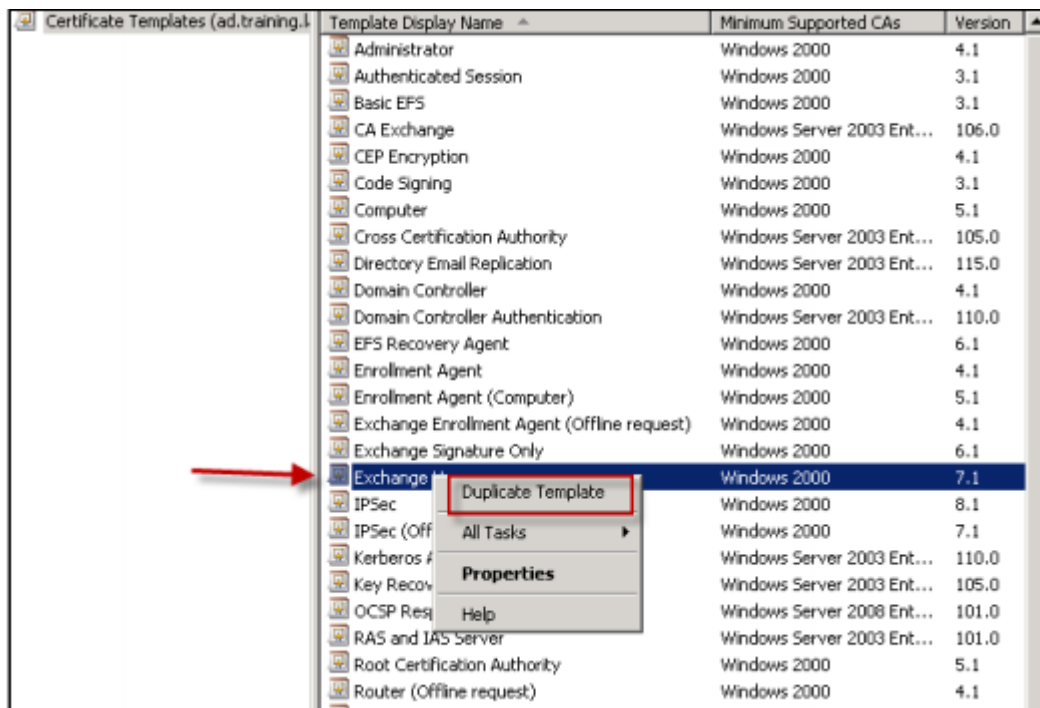 Certificate Templates (ad.training.l
Template Display Name Minimum Supported CAs Version
Administrator Windows 2000 4.1
Authenticated Session Windows 2000 3.1
Basic EFS Windows 2000 3.1
CA Exchange Windows Server 2003 Ent... 106.0
CEP Encryption Windows 2000 4.1
Code Signing Windows 2000 3.1
Computer Windows 2000 5.1
Cross Certification Authority Windows Server 2003 Ent... 105.0
Directory Email Replication Windows Server 2003 Ent... 115.0
Domain Controller Windows 2000 4.1
Domain Controller Authentication Windows Server 2003 Ent... 110.0
EFS Recovery Agent Windows 2000 6.1
Enrollment Agent Windows 2000 4.1
Enrollment Agent (Computer) Windows 2000 5.1
Exchange Enrollment Agent (Offline request) Windows 2000 4.1
Exchange Signature Only Windows 2000 6.1
Exchange Windows 2000 7.1
Duplicate Template
All Tasks
Properties
Help
IPSec Windows 2000 8.1
IPSec (Off Windows 2000 7.1
Kerberos Windows Server 2003 Ent... 110.0
Key Recov Windows Server 2003 Ent... 105.0
OCSP Res Windows Server 2008 Ent... 101.0
RAS and IAS Server Windows Server 2003 Ent... 101.0
Root Certification Authority Windows 2000 5.1
Router (Offline request) Windows 2000 4.1